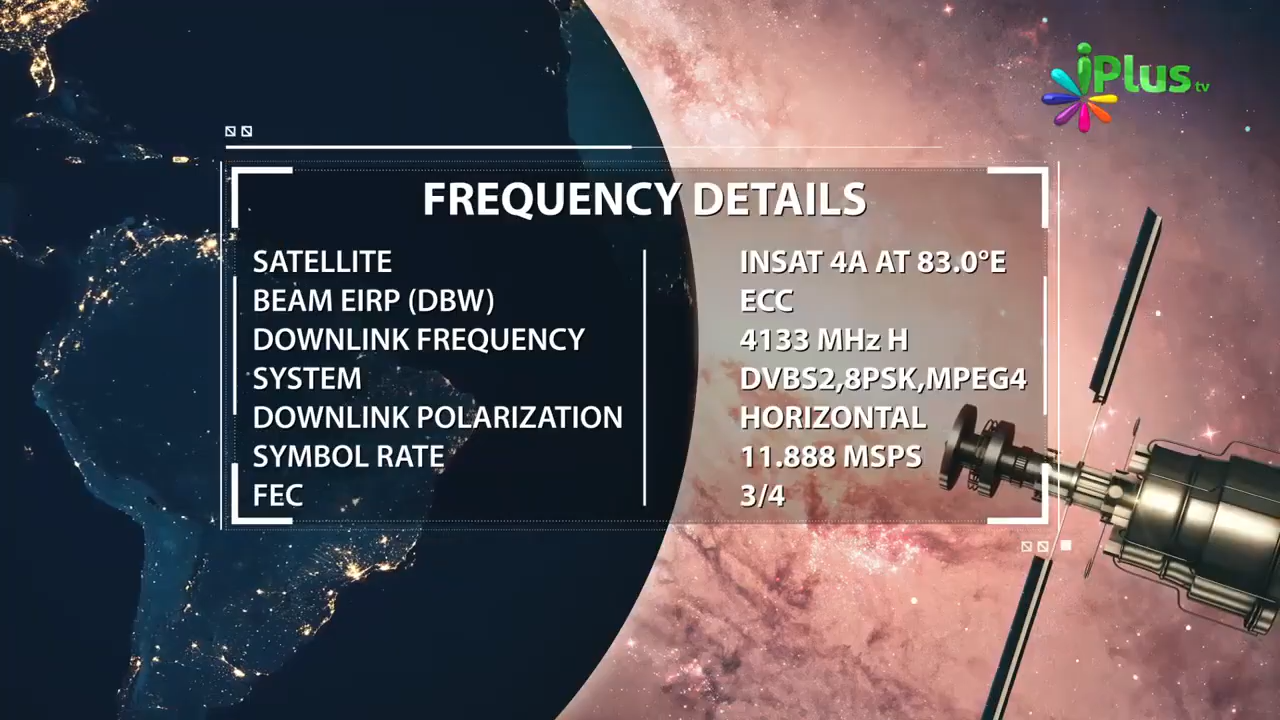 iPlus tv
FREQUENCY DETAILS
SATELLITE INSAT 4A AT 83.0°E
BEAM EIRP (DBW) ECC
DOWNLINK FREQUENCY 4133 MHz H
SYSTEM DVBS2,8PSK,MPEG4
DOWNLINK POLARIZATION HORIZONTAL
SYMBOL RATE 11.888 MSPS
FEC 3/4